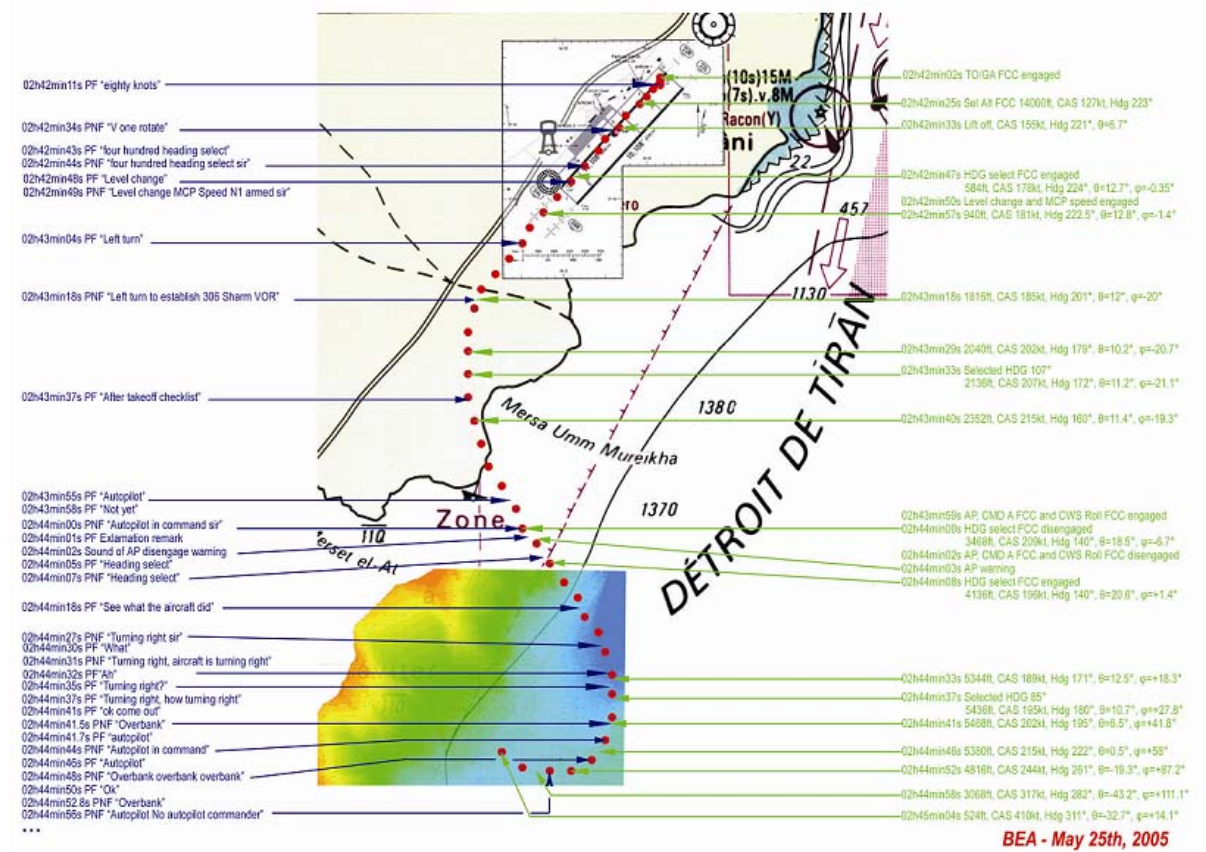 02h42min11s PF "eighty knots"
02h42min34s PNF "V one rotate"
02h42min43s PF "four hundred heading select"
02h42min44s PNF "four hundred heading select sir"
02h42min48s PF "Level change"
02h42min49s PNF "Level change MCP Speed N1 armed sir"
02h43min04s PF "Left turn"
02h43min18s PNF "Left turn to establish 306 Sharm VOR"
02h43min37s PF "After takeoff checklist"
02h43min55s PF "Autopilot"
02h43min58s PF "Not yet"
02h44min00s PNF "Autopilot in command sir"
02h44min01s PF Exlamation remark
02h44min02s Sound of AP disengage warning
02h44min05s PF "Heading select"
02h44min07s PNF "Heading select"
02h44min18s PF "See what the aircraft did"
02h44min27s PNF "Turning right sir"
02h44min30s PF "What"
02h44min31s PNF "Turning right, aircraft is turning right"
02h44min32s PF"Ah"
02h44min35s PF "Turning right?"
02h44min37s PF "Turning right, how turning right"
02h44min41s PF "ok come out"
02h44min41.5s PNF "Overbank"
02h44min41.7s PF "autopilot"
02h44min44s PNF "Autopilot in command"
02h44min46s PF "Autopilot"
02h44min48s PNF "Overbank overbank overbank"
02h44min50s PF "Ok"
02h44min52.8s PNF "Overbank"
02h44min56s PNF "Autopilot No autopilot commander"
...
(10s)15M
(7s).v.8M
Racon(Y)
ani
22
457
1130
ero
1380
Mersa Umm Mureikha
1370
DÉTROIT DE TĪRĀN
Zone
110
erset el-At
02h42min02s TO/GA FCC engaged
02h42min25s Sel Alt FCC 14000ft, CAS 127kt, Hdg 223°
02h42min33s Lift off, CAS 155kt, Hdg 221°, θ=6.7°
02h42min47s HDG select FCC engaged
584ft, CAS 178kt, Hdg 224°, θ=12.7°, φ=-0.35°
02h42min50s Level change and MCP speed engaged
02h42min57s 940ft, CAS 181kt, Hdg 222.5°, θ=12.8°, φ=-1.4°
02h43min18s 1816ft, CAS 185kt, Hdg 201°, θ=12°, φ=-20°
02h43min29s 2040ft, CAS 202kt, Hdg 179°, θ=10.2°, φ=-20.7°
02h43min33s Selected HDG 107°
2136ft, CAS 207kt, Hdg 172°, θ=11.2°, φ=-21.1°
02h43min40s 2352ft, CAS 215kt, Hdg 160°, θ=11.4°, φ=-19.3°
02h43min59s AP, CMD A FCC and CWS Roll FCC engaged
02h44min00s HDG select FCC disengaged
3468ft, CAS 209kt, Hdg 140°, θ=18.5°, φ=-6.7°
02h44min02s AP, CMD A FCC and CWS Roll FCC disengaged
02h44min03s AP warning
02h44min08s HDG select FCC engaged
4136ft, CAS 196kt, Hdg 140°, θ=20.6°, φ=+1.4°
02h44min33s 5344ft, CAS 189kt, Hdg 171°, θ=12.5°, φ=+18.3°
02h44min37s Selected HDG 85°
5436ft, CAS 195kt, Hdg 180°, θ=10.7°, φ=+27.8°
02h44min41s 5468ft, CAS 202kt, Hdg 195°, θ=6.5°, φ=+41.8°
02h44min46s 5380ft, CAS 215kt, Hdg 222°, θ=0.5°, φ=+58°
02h44min52s 4816ft, CAS 244kt, Hdg 261°, θ=-19.3°, φ=+87.2°
02h44min58s 3068ft, CAS 317kt, Hdg 282°, θ=-43.2°, φ=+111.1°
02h45min04s 524ft, CAS 410kt, Hdg 311°, θ=-32.7°, φ=+14.1°
BEA - May 25th, 2005